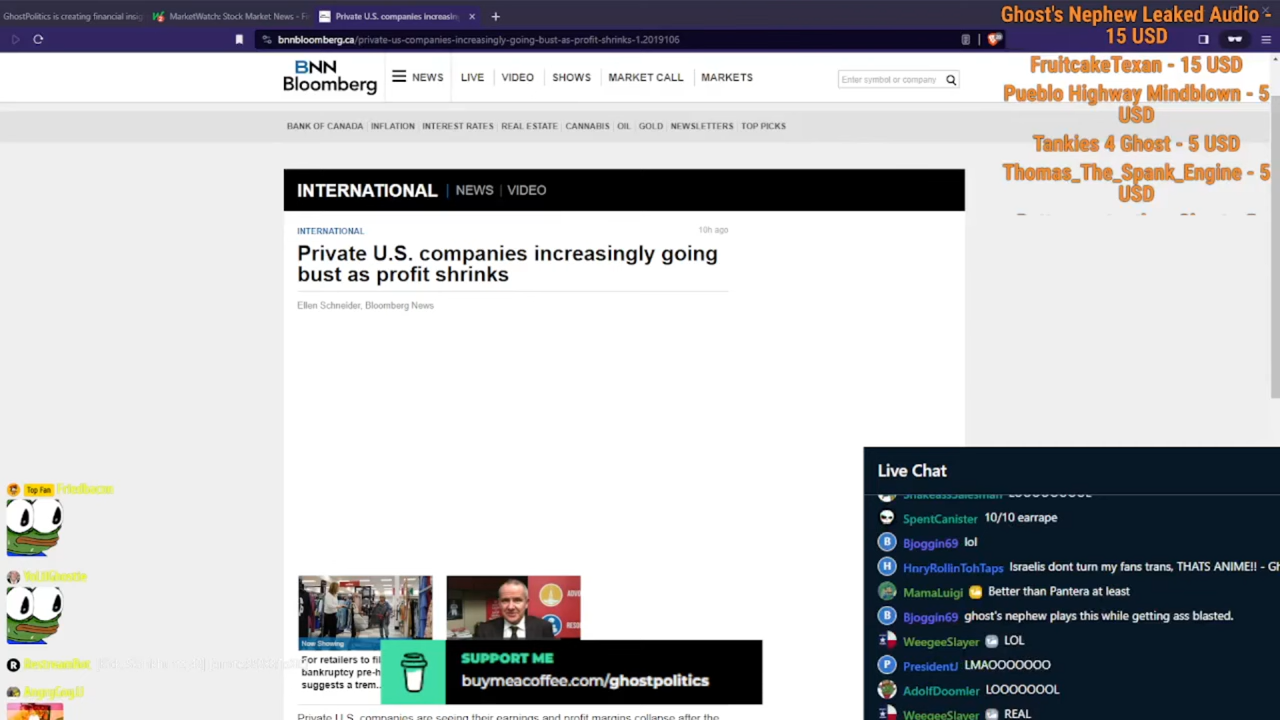 GhostPolitics is creating financial insig
MarketWatch: Stock Market News - Fi
Private U.S. companies increasin
bnnbloomberg.ca/private-us-companies-increasingly-going-bust-as-profit-shrinks-1.2019106
Ghost's Nephew Leaked Audio -
15 USD
FruitcakeTexan - 15 USD
Pueblo Highway Mindblown - 5
USD
Tankies 4 Ghost - 5 USD
Thomas_The_Spank_Engine - 5
USD
BNN
Bloomberg
NEWS
LIVE
VIDEO
SHOWS
MARKET CALL
MARKETS
Enter symbol or company
BANK OF CANADA
INFLATION
INTEREST RATES
REAL ESTATE
CANNABIS
OIL
GOLD
NEWSLETTERS
TOP PICKS
INTERNATIONAL
NEWS
VIDEO
INTERNATIONAL
10h ago
Private U.S. companies increasingly going
bust as profit shrinks
Ellen Schneider, Bloomberg News
Now Showing
For retailers to fil
bankruptcy pre-h
suggests a trem...
SUPPORT ME
buymeacoffee.com/ghostpolitics
Private U.S. companies are seeing their earnings and profit margins collapse after the
Top Fan
AngryGuyJJ
Live Chat
SpentCanister 10/10 earrape
Bjoggin69 lol
HnryRollinTohTaps Israelis dont turn my fans trans, THATS ANIME!! - Gh
MamaLuigi Better than Pantera at least
Bjoggin69 ghost's nephew plays this while getting ass blasted.
WeegeeSlayer LOL
PresidentJ LMAOOOOOOO
AdolfDoomler LOOOOOOOL
WeegeeSlayer REAL